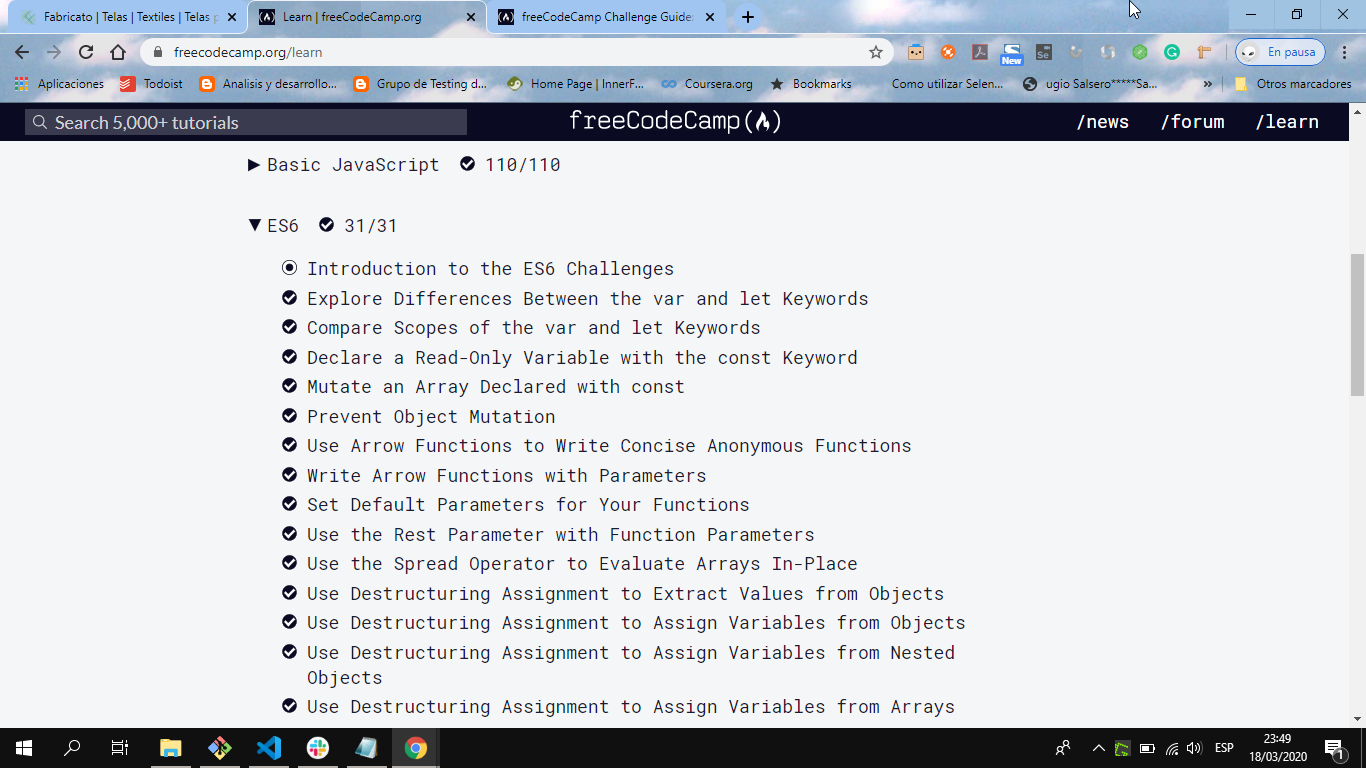 Fabricato | Telas | Textiles | Telas p
Learn | freeCodeCamp.org
freeCodeCamp Challenge Guide:
freecodecamp.org/learn
New
Se
En pausa
Aplicaciones
Todoist
Analisis y desarrollo...
Grupo de Testing d...
Home Page | InnerF...
Coursera.org
Bookmarks
Como utilizar Selen...
ugio Salsero*****Sa...
»
Otros marcadores
Search 5,000+ tutorials
freeCodeCamp
/news
/forum
/learn
Basic JavaScript 110/110
ES6 31/31
Introduction to the ES6 Challenges
Explore Differences Between the var and let Keywords
Compare Scopes of the var and let Keywords
Declare a Read-Only Variable with the const Keyword
Mutate an Array Declared with const
Prevent Object Mutation
Use Arrow Functions to Write Concise Anonymous Functions
Write Arrow Functions with Parameters
Set Default Parameters for Your Functions
Use the Rest Parameter with Function Parameters
Use the Spread Operator to Evaluate Arrays In-Place
Use Destructuring Assignment to Extract Values from Objects
Use Destructuring Assignment to Assign Variables from Objects
Use Destructuring Assignment to Assign Variables from Nested
Objects
Use Destructuring Assignment to Assign Variables from Arrays
ESP
23:49
18/03/2020
1